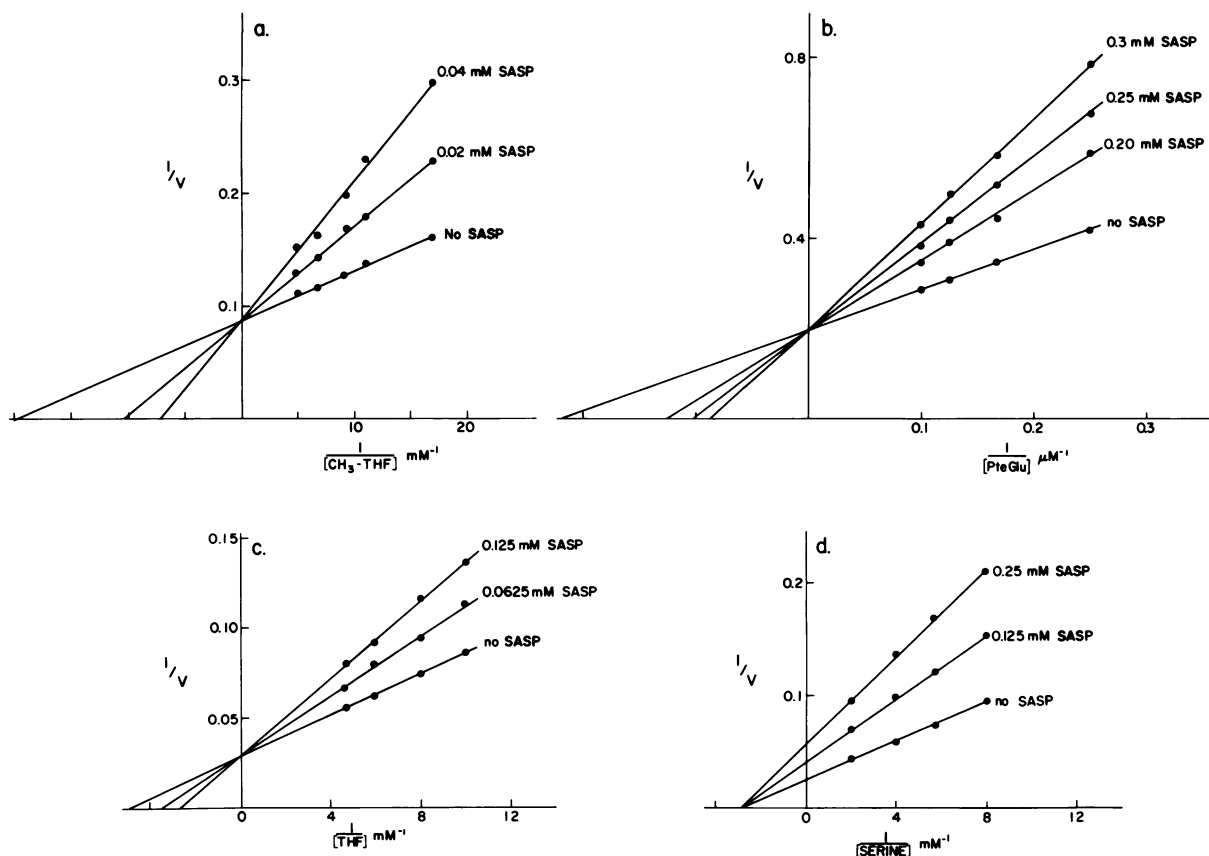 a.
0.3
0.2
0.1
1/V
0.04 mM SASP
0.02 mM SASP
No SASP
0
10
20
1/[CH₃-THF] mM⁻¹
b.
0.8
0.4
1/V
0.3 mM SASP
0.25 mM SASP
0.20 mM SASP
no SASP
0.1
0.2
0.3
1/[PteGlu] μM⁻¹
c.
0.15
0.10
0.05
1/V
0.125 mM SASP
0.0625 mM SASP
no SASP
0
4
8
12
1/[THF] mM⁻¹
d.
0.2
0.1
1/V
0.25 mM SASP
0.125 mM SASP
no SASP
0
4
8
12
1/[SERINE] mM⁻¹